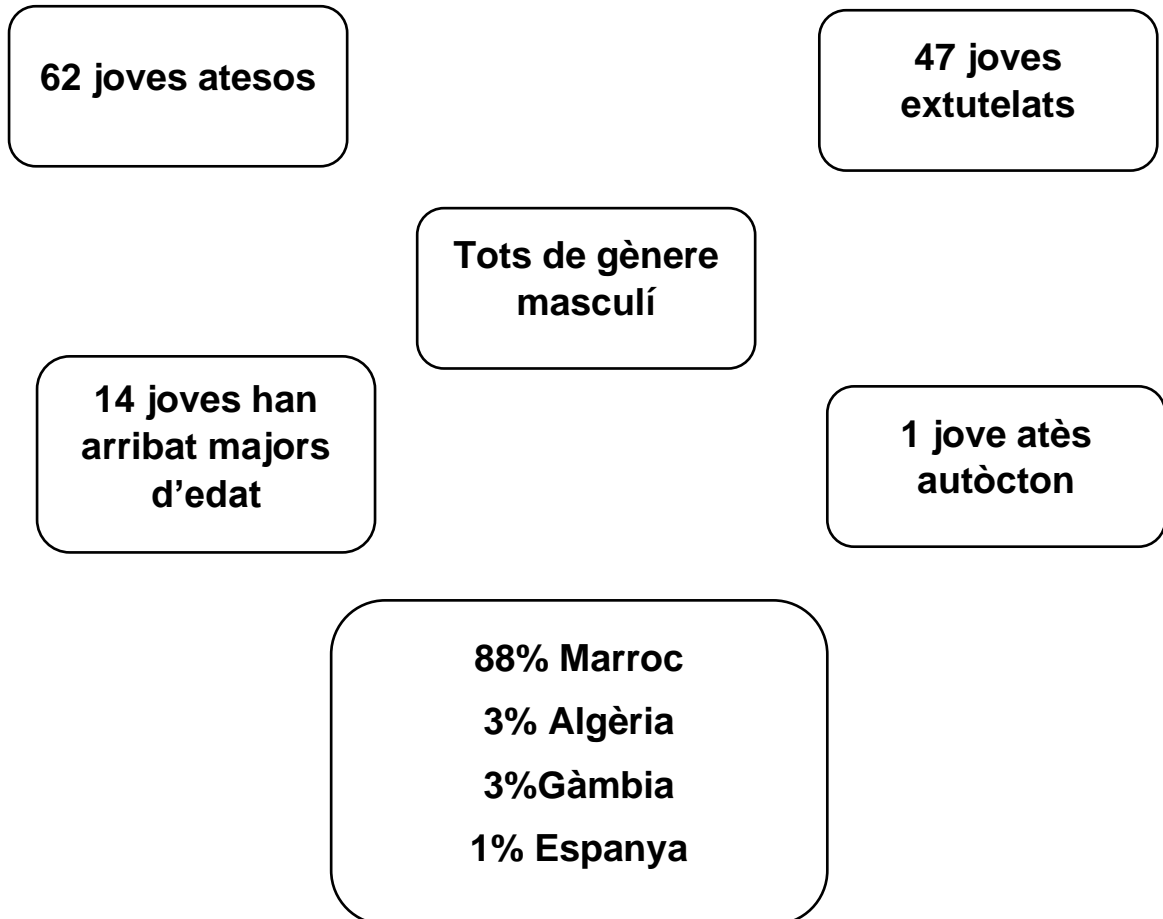 62 joves atesos
47 joves
extutelats
Tots de gènere
masculí
14 joves han
arribat majors
d’edat
1 jove atès
autòcton
88% Marroc
3% Algèria
3%Gàmbia
1% Espanya